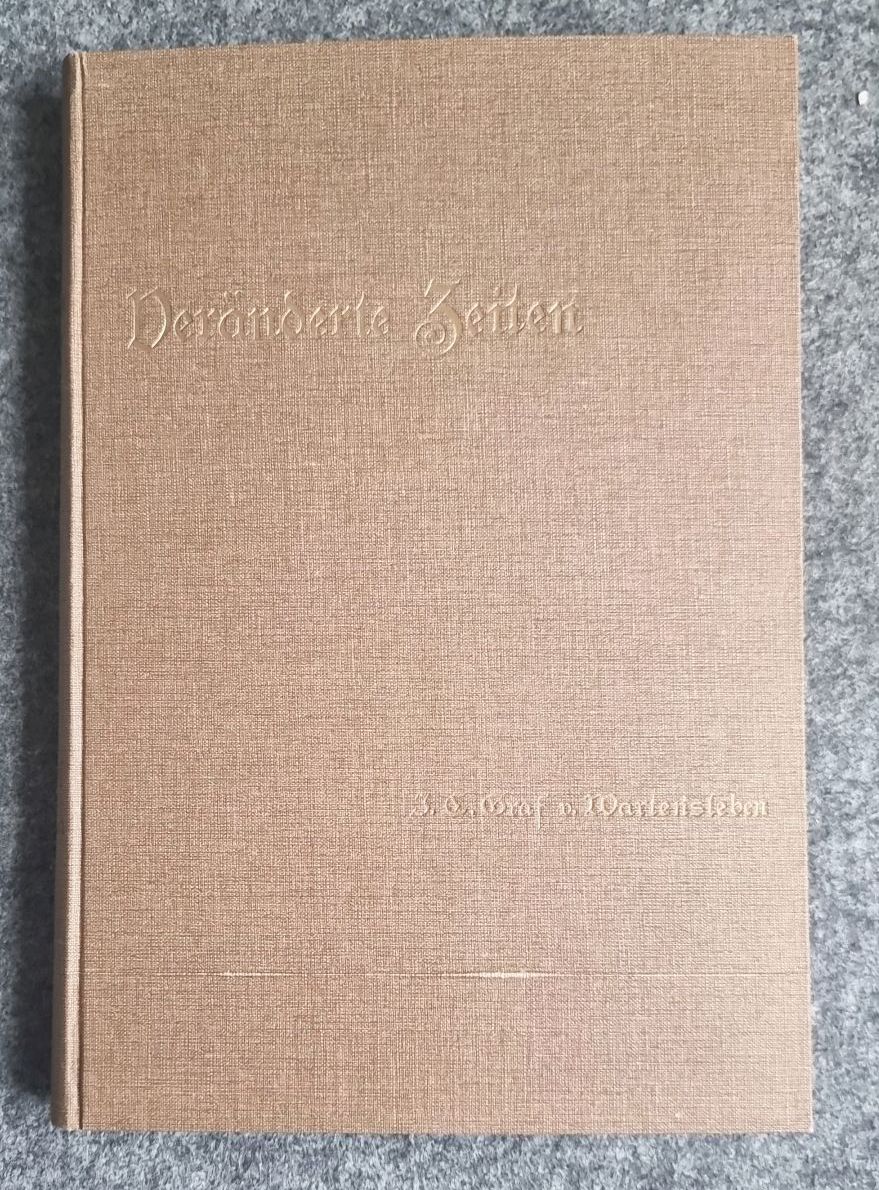 Veränderte Zeiten
J. C. Graf v. Wartensleben